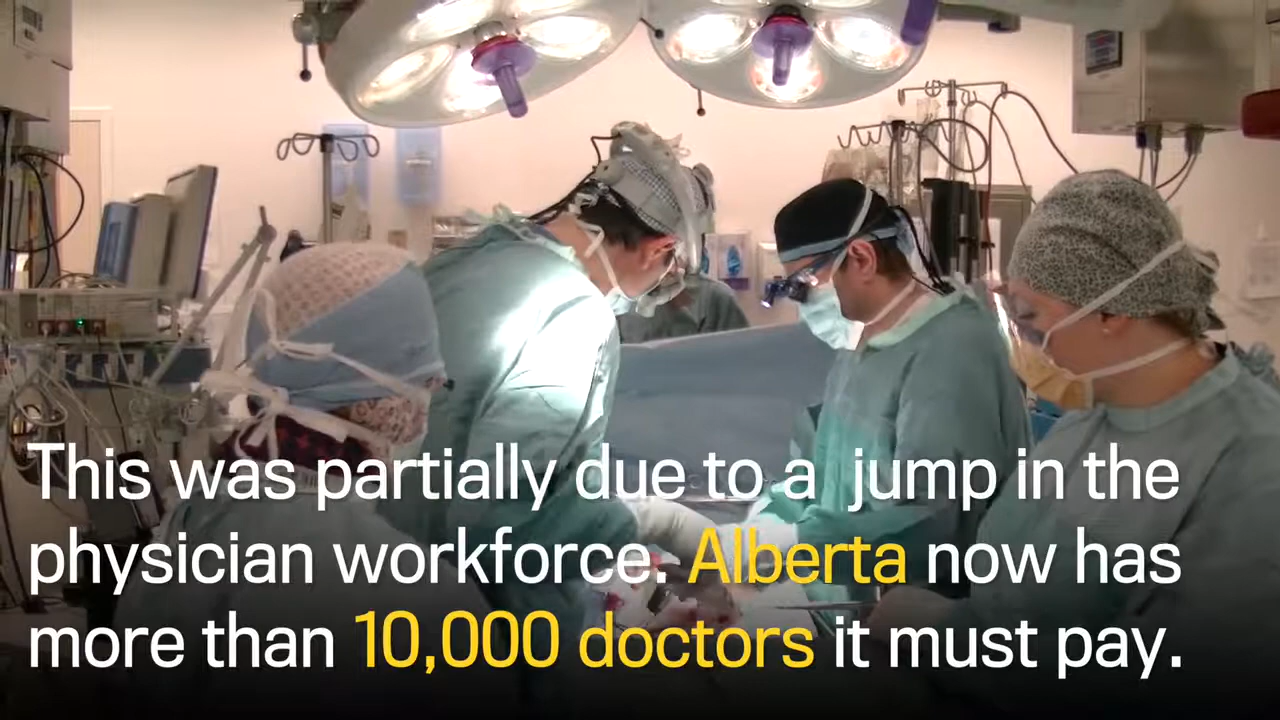 This was partially due to a jump in the
physician workforce. Alberta now has
more than 10,000 doctors it must pay.